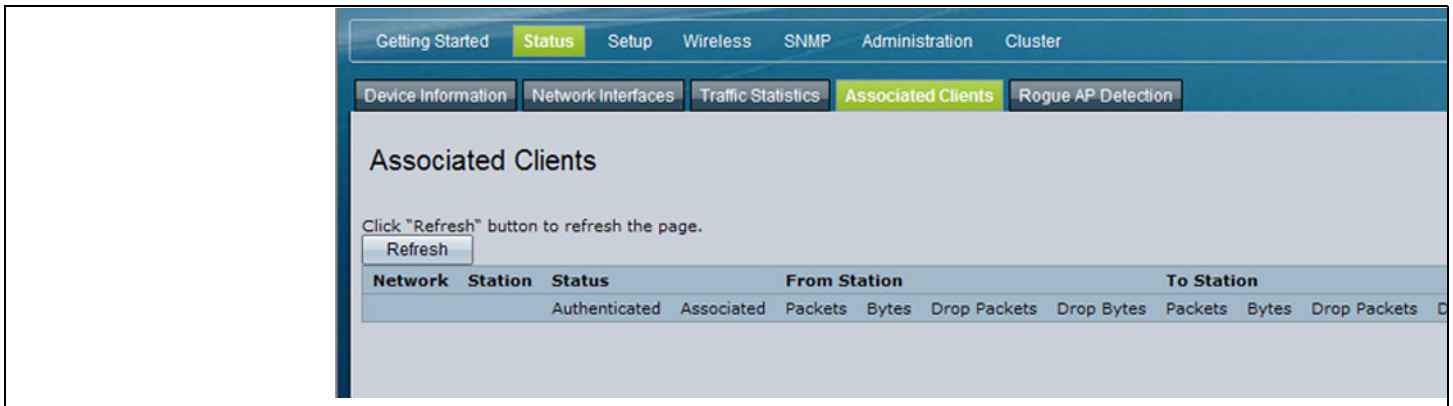 Getting Started Status Setup Wireless SNMP Administration Cluster
Device Information Network Interfaces Traffic Statistics Associated Clients Rogue AP Detection
Associated Clients
Click "Refresh" button to refresh the page.
Refresh
Network Station Status From Station To Station
Authenticated Associated Packets Bytes Drop Packets Drop Bytes Packets Bytes Drop Packets